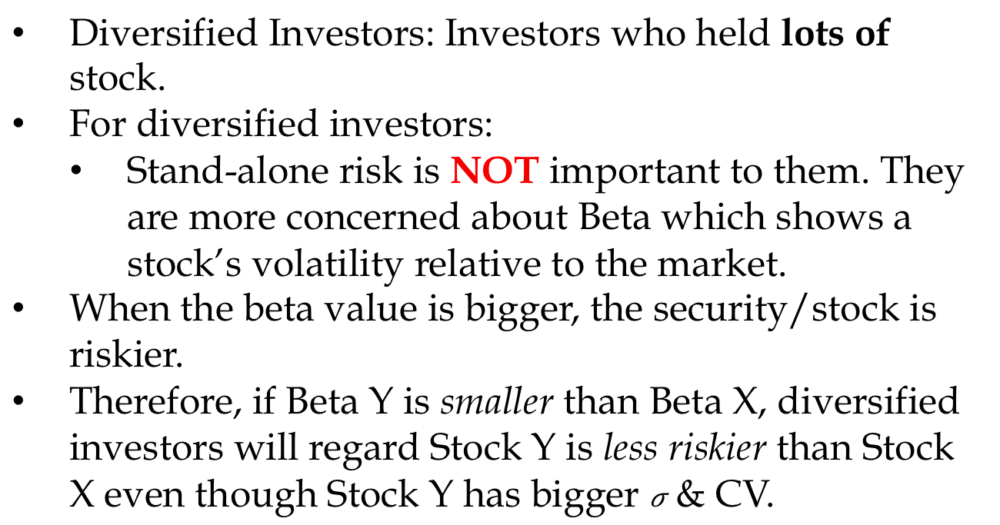 • Diversified Investors: Investors who held lots of
stock.
• For diversified investors:
• Stand-alone risk is NOT important to them. They
are more concerned about Beta which shows a
stock’s volatility relative to the market.
• When the beta value is bigger, the security/stock is
riskier.
• Therefore, if Beta Y is smaller than Beta X, diversified
investors will regard Stock Y is less riskier than Stock
X even though Stock Y has bigger σ & CV.